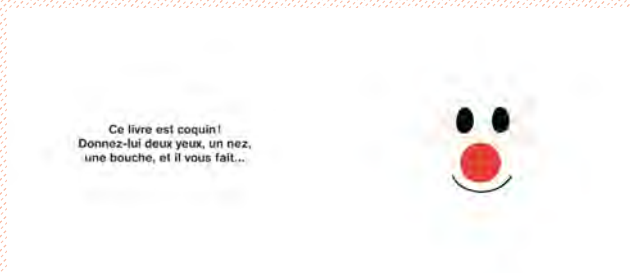 Ce livre est coquin !
Donnez-lui deux yeux, un nez,
une bouche, et il vous fait...